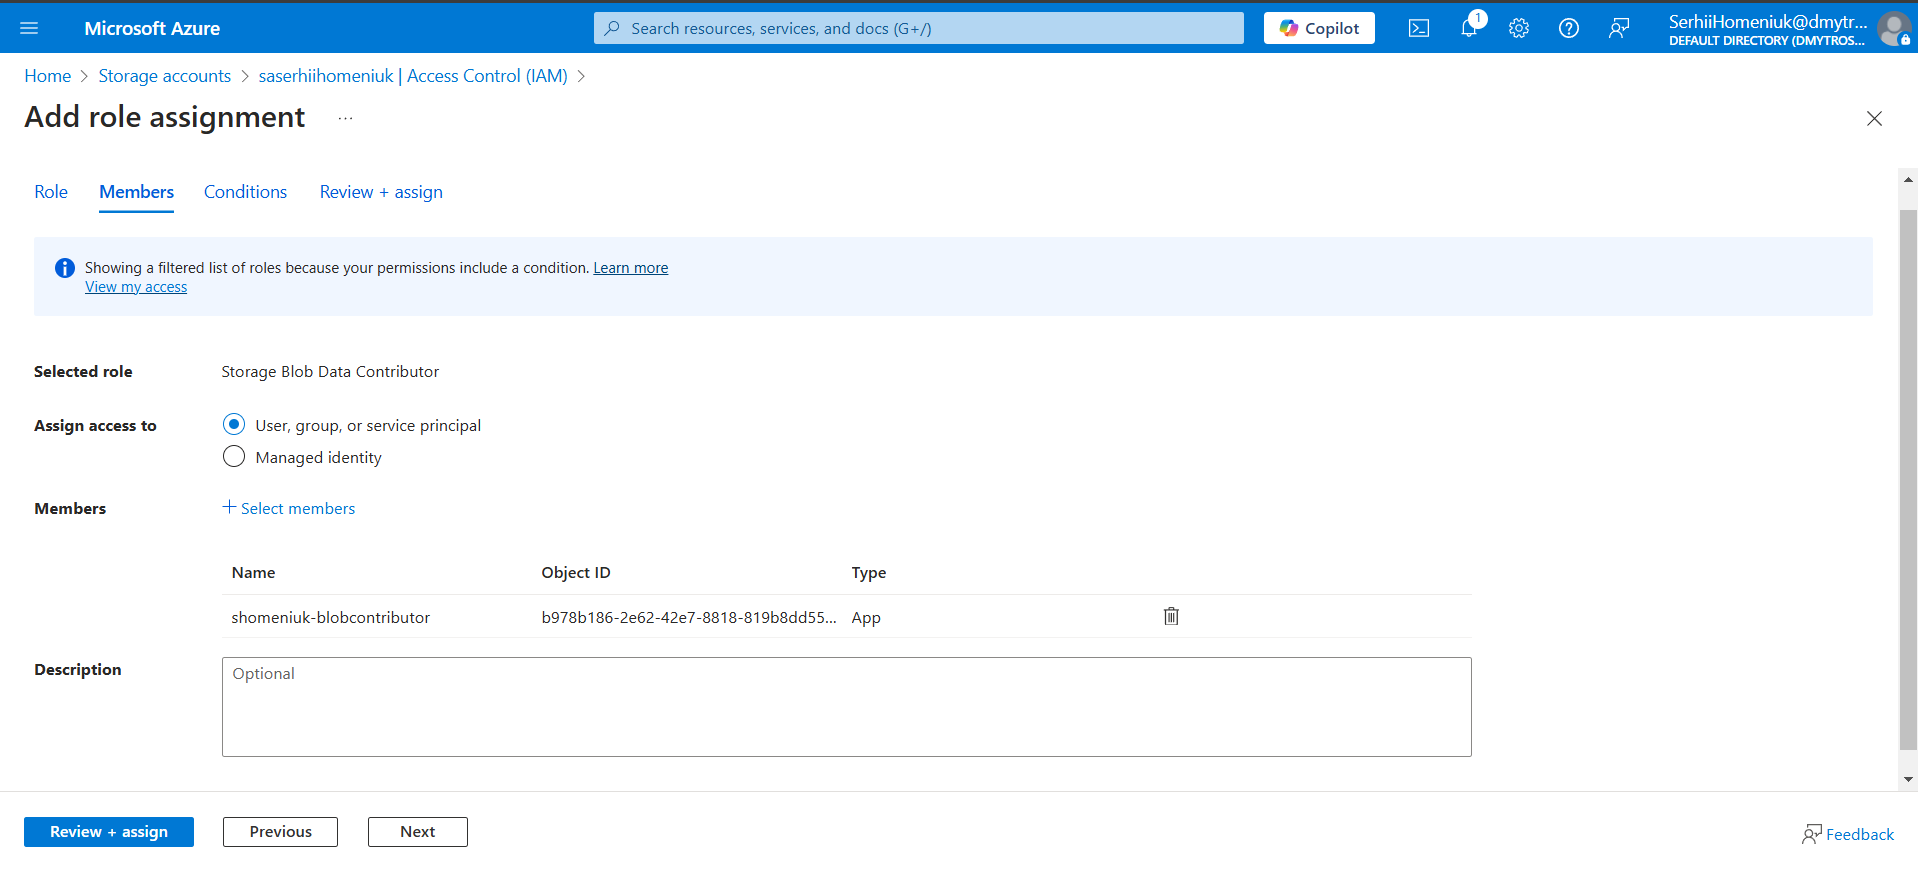 Microsoft Azure
Search resources, services, and docs (G+/)
Copilot
1
SerhiiHomeniuk@dmytr...
DEFAULT DIRECTORY (DMYTROS...
Home > Storage accounts > saserhiihomeniuk | Access Control (IAM) >
Add role assignment ...
Role Members Conditions Review + assign
Showing a filtered list of roles because your permissions include a condition. Learn more
View my access
Selected role Storage Blob Data Contributor
Assign access to User, group, or service principal
Managed identity
Members + Select members
Name Object ID Type
shomeniuk-blobcontributor b978b186-2e62-42e7-8818-819b8dd55... App
Description Optional
Review + assign Previous Next Feedback